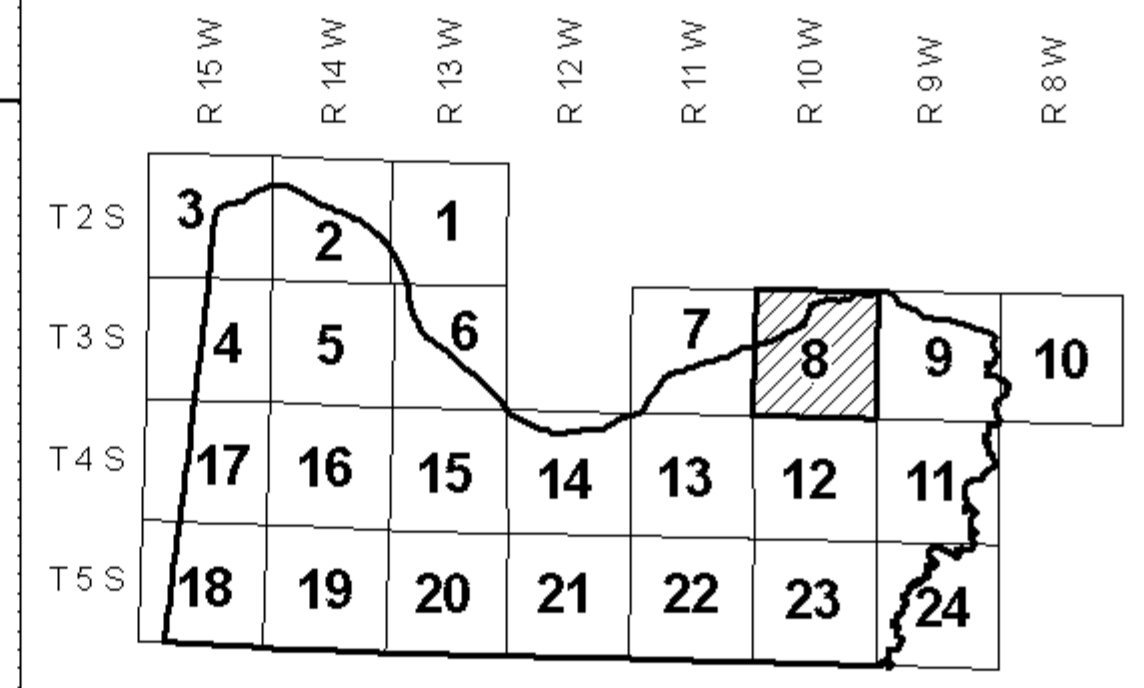 R 15 W R 14 W R 13 W R 12 W R 11 W R 10 W R 9 W R 8 W
T 2 S 3 2 1
T 3 S 4 5 6 7 8 9 10
T 4 S 17 16 15 14 13 12 11
T 5 S 18 19 20 21 22 23 24